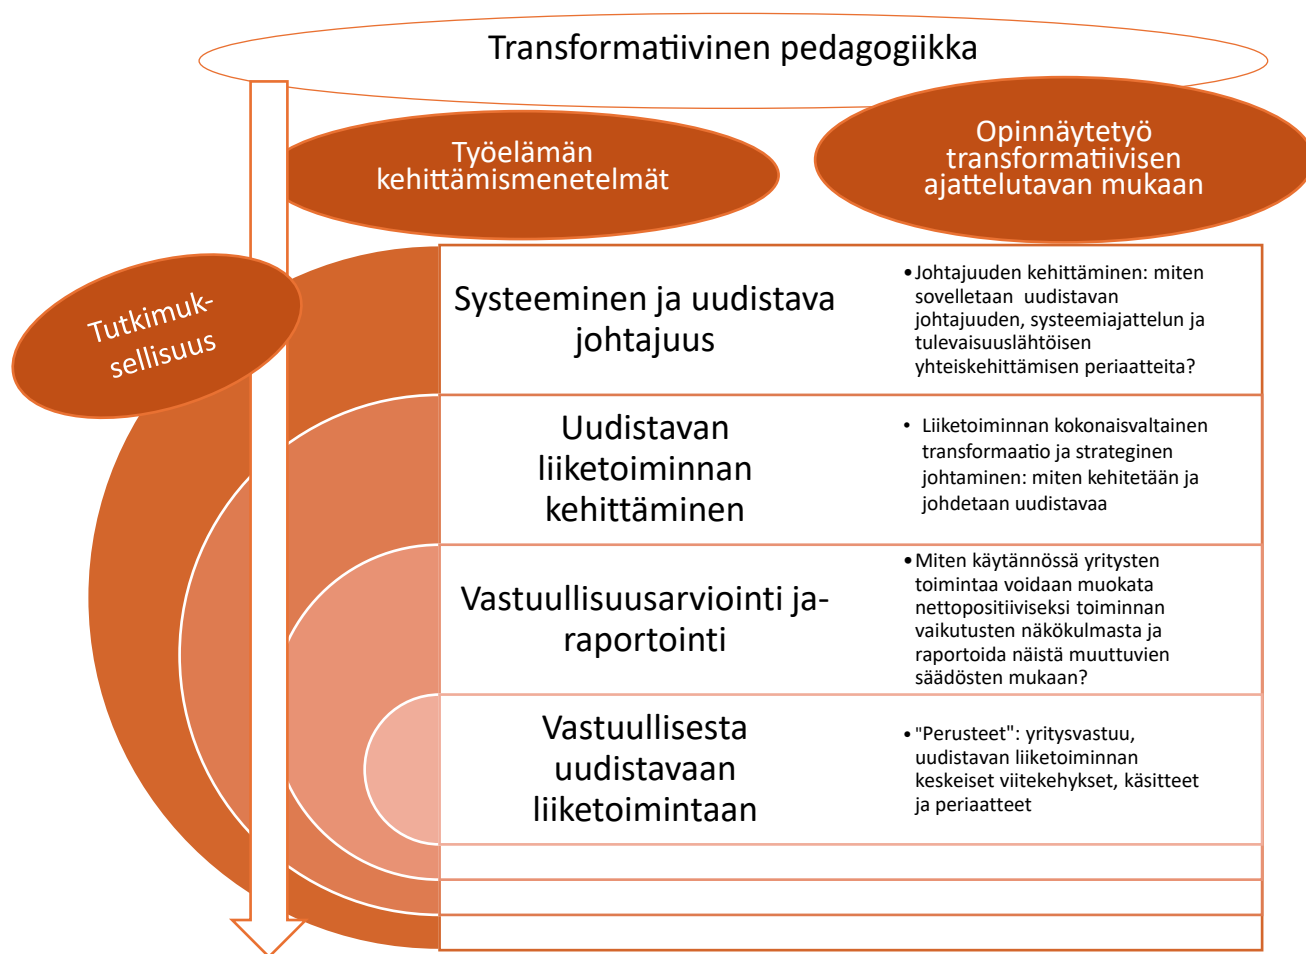 Transformatiivinen pedagogiikka
Työelämän
kehittämismenetelmät
Opinnäytetyö
transformatiivisen
ajattelutavan mukaan
Tutkimuk-
sellisuus
Systeeminen ja uudistava
johtajuus
•Johtajuuden kehittäminen: miten
sovelletaan uudistavan
johtajuuden, systeemiajattelun ja
tulevaisuuslähtöisen
yhteiskehittämisen periaatteita?
Uudistavan
liiketoiminnan
kehittäminen
• Liiketoiminnan kokonaisvaltainen
transformaatio ja strateginen
johtaminen: miten kehitetään ja
johdetaan uudistavaa
Vastuullisuusarviointi ja-
raportointi
•Miten käytännössä yritysten
toimintaa voidaan muokata
nettopositiiviseksi toiminnan
vaikutusten näkökulmasta ja
raportoida näistä muuttuvien
säädösten mukaan?
Vastuullisesta
uudistavaan
liiketoimintaan
• "Perusteet": yritysvastuu,
uudistavan liiketoiminnan
keskeiset viitekehykset, käsitteet
ja periaatteet